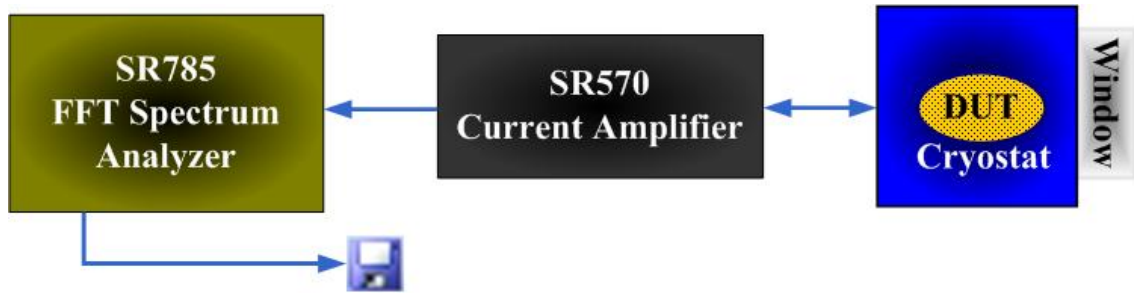 SR785
FFT Spectrum
Analyzer
SR570
Current Amplifier
DUT
Cryostat
Window